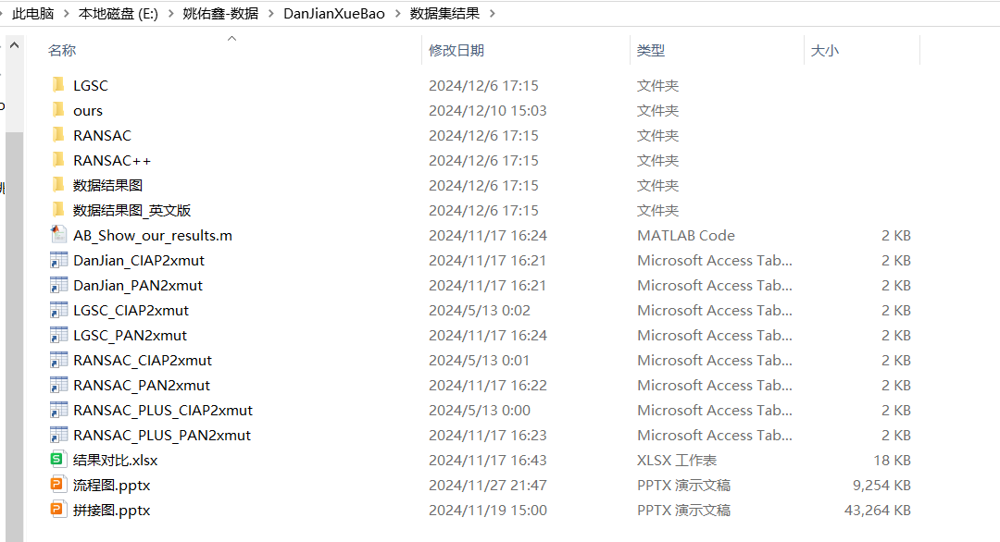 此电脑 > 本地磁盘 (E:) > 姚佑鑫-数据 > DanJianXueBao > 数据集结果 >
名称 修改日期 类型 大小
LGSC 2024/12/6 17:15 文件夹
ours 2024/12/10 15:03 文件夹
RANSAC 2024/12/6 17:15 文件夹
RANSAC++ 2024/12/6 17:15 文件夹
数据结果图 2024/12/6 17:15 文件夹
数据结果图_英文版 2024/12/6 17:15 文件夹
AB_Show_our_results.m 2024/11/17 16:24 MATLAB Code 2 KB
DanJian_CIAP2xmut 2024/11/17 16:21 Microsoft Access Tab... 2 KB
DanJian_PAN2xmut 2024/11/17 16:21 Microsoft Access Tab... 2 KB
LGSC_CIAP2xmut 2024/5/13 0:02 Microsoft Access Tab... 2 KB
LGSC_PAN2xmut 2024/11/17 16:24 Microsoft Access Tab... 2 KB
RANSAC_CIAP2xmut 2024/5/13 0:01 Microsoft Access Tab... 2 KB
RANSAC_PAN2xmut 2024/11/17 16:22 Microsoft Access Tab... 2 KB
RANSAC_PLUS_CIAP2xmut 2024/5/13 0:00 Microsoft Access Tab... 2 KB
RANSAC_PLUS_PAN2xmut 2024/11/17 16:23 Microsoft Access Tab... 2 KB
结果对比.xlsx 2024/11/17 16:43 XLSX 工作表 18 KB
流程图.pptx 2024/11/27 21:47 PPTX 演示文稿 9,254 KB
拼接图.pptx 2024/11/19 15:00 PPTX 演示文稿 43,264 KB